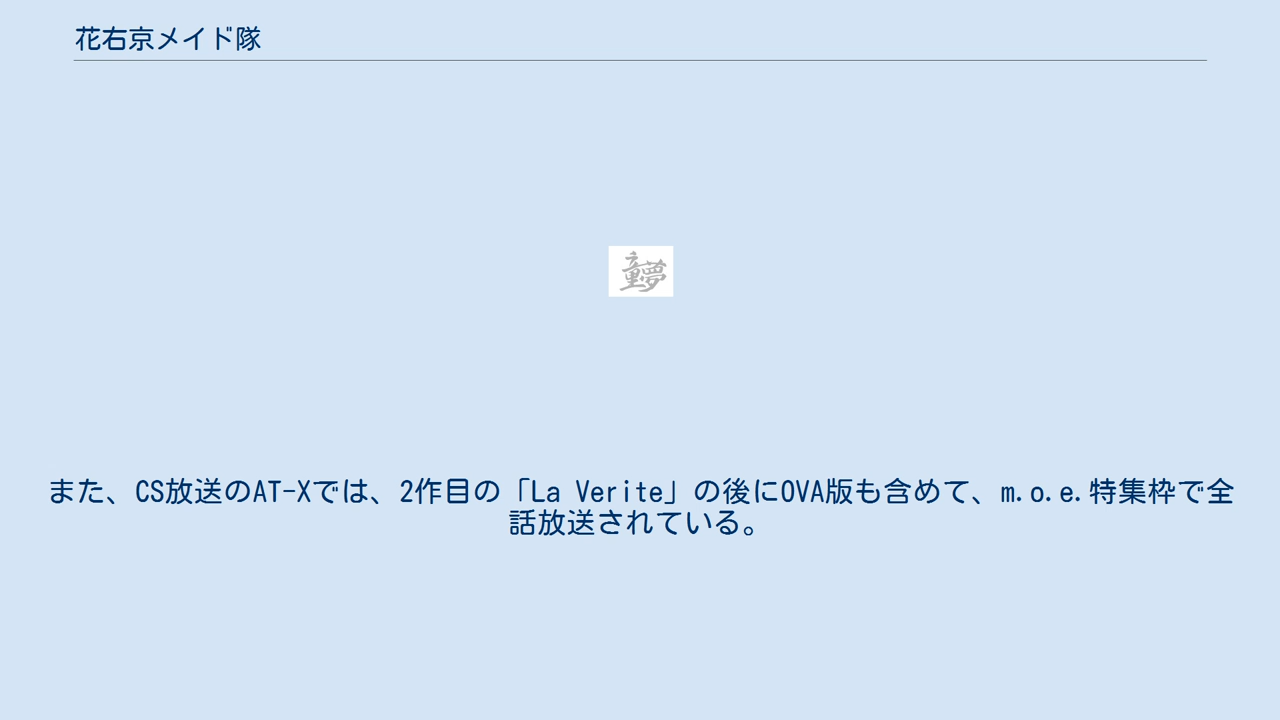 花右京メイド隊
童夢
また、CS放送のAT-Xでは、2作目の「La Verite」の後にOVA版も含めて、m.o.e.特集枠で全
話放送されている。